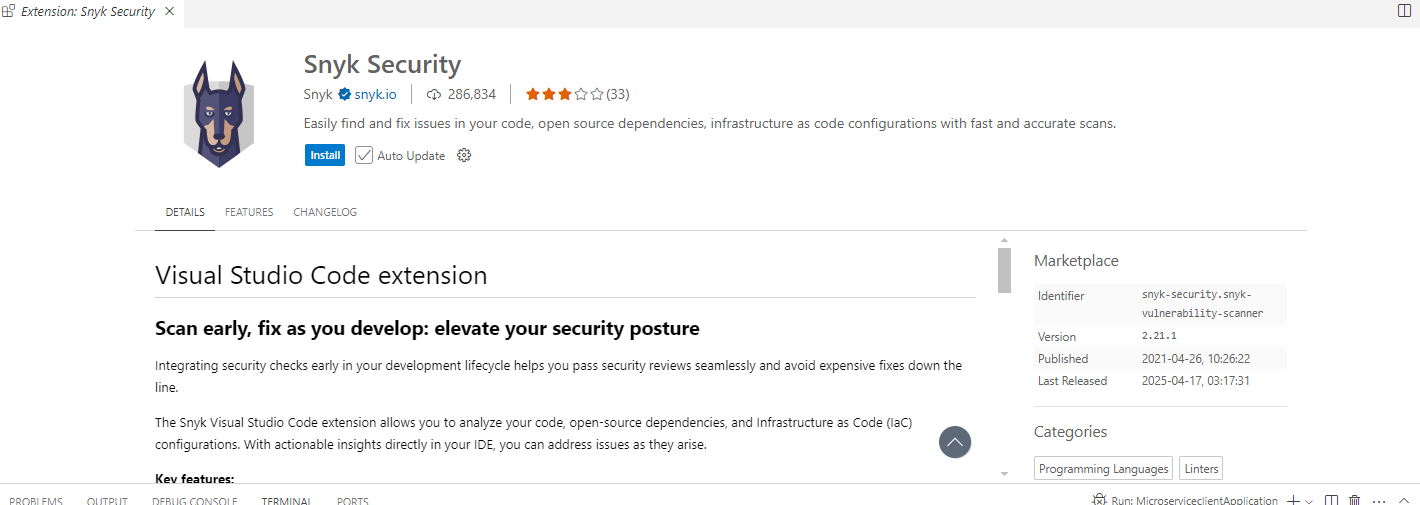 Extension: Snyk Security
Snyk Security
Snyk snyk.io 286,834 (33)
Easily find and fix issues in your code, open source dependencies, infrastructure as code configurations with fast and accurate scans.
Install Auto Update
DETAILS FEATURES CHANGELOG
Visual Studio Code extension
Scan early, fix as you develop: elevate your security posture
Integrating security checks early in your development lifecycle helps you pass security reviews seamlessly and avoid expensive fixes down the
line.
The Snyk Visual Studio Code extension allows you to analyze your code, open-source dependencies, and Infrastructure as Code (IaC)
configurations. With actionable insights directly in your IDE, you can address issues as they arise.
Key features:
Marketplace
Identifier snyk-security.snyk-
vulnerability-scanner
Version 2.21.1
Published 2021-04-26, 10:26:22
Last Released 2025-04-17, 03:17:31
Categories
Programming Languages Linters
PROBLEMS OUTPUT DEBUG CONSOLE TERMINAL PORTS Run: MicroserviceclientApplication